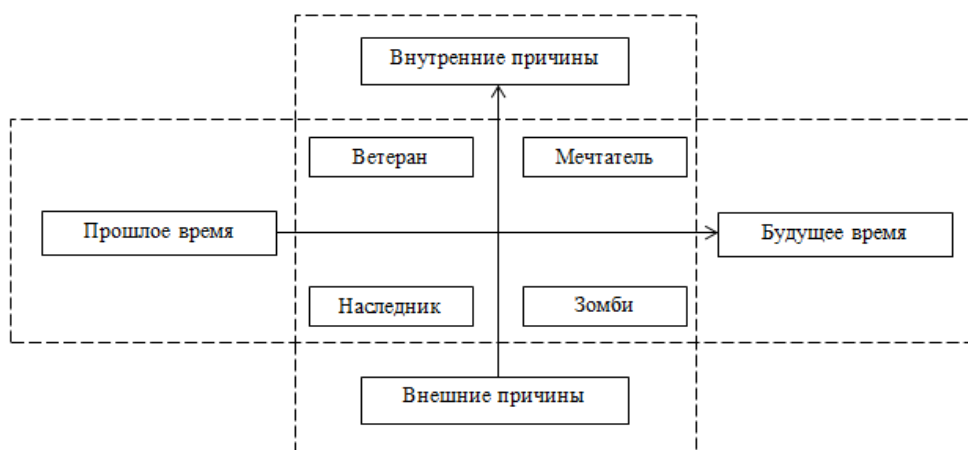 Внутренние причины
Ветеран
Мечтатель
Прошлое время
Будущее время
Наследник
Зомби
Внешние причины